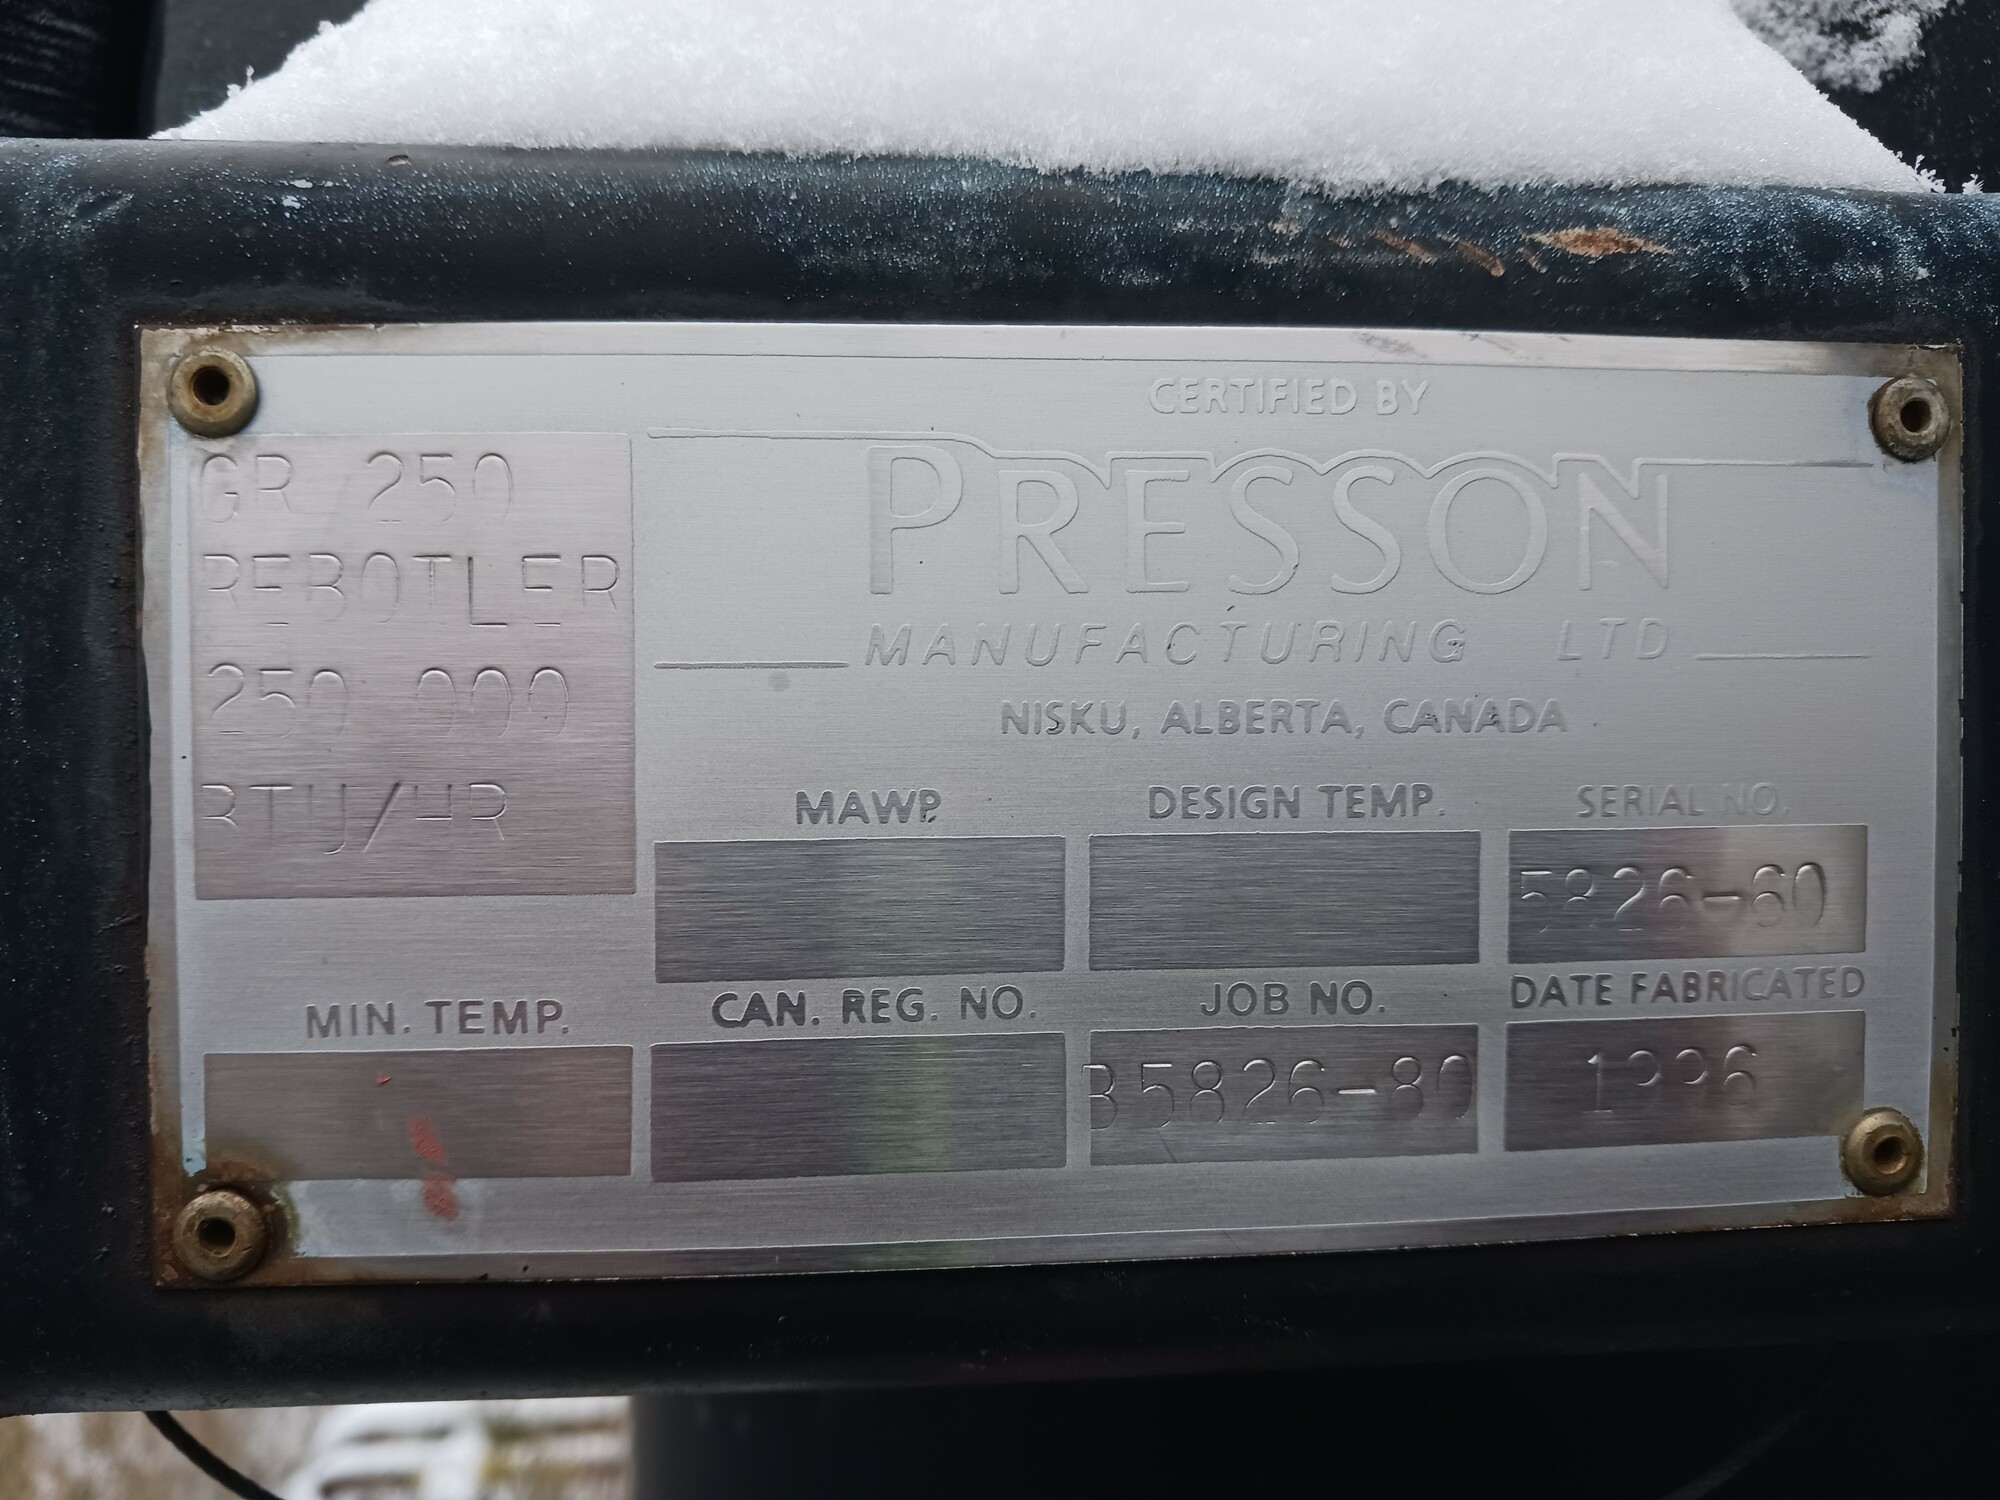 CERTIFIED BY
PRESSON
MANUFACTURING LTD
NISKU, ALBERTA, CANADA
GR 250
REBOILER
250 000
BTU/HR
MAWP.
DESIGN TEMP.
SERIAL NO.
5826-60
MIN. TEMP.
CAN. REG. NO.
JOB NO.
DATE FABRICATED
B5826-80
1996